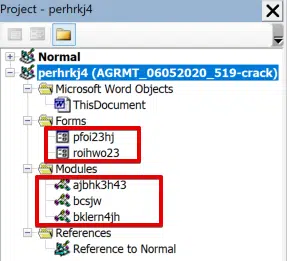 Project - perhrkj4
Normal
perhrkj4 (AGRMT_06052020_519-crack)
Microsoft Word Objects
ThisDocument
Forms
pfoi23hj
roihwo23
Modules
ajbhk3h43
bcsjw
bklern4jh
References
Reference to Normal